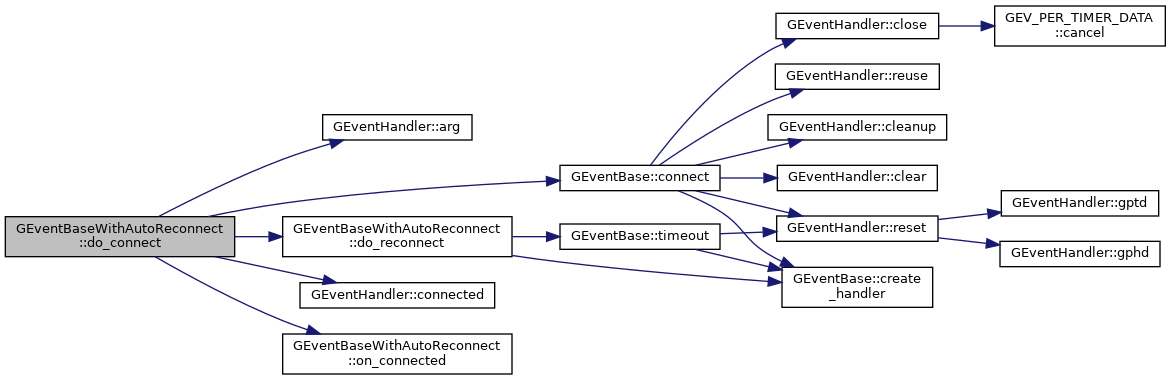 GEventBaseWithAutoReconnect
::do_connect
GEventHandler::arg
GEventBase::connect
GEventHandler::close
GEV_PER_TIMER_DATA
::cancel
GEventHandler::reuse
GEventHandler::cleanup
GEventHandler::clear
GEventHandler::reset
GEventHandler::gptd
GEventHandler::gphd
GEventBase::create
_handler
GEventBaseWithAutoReconnect
::do_reconnect
GEventBase::timeout
GEventHandler::connected
GEventBaseWithAutoReconnect
::on_connected